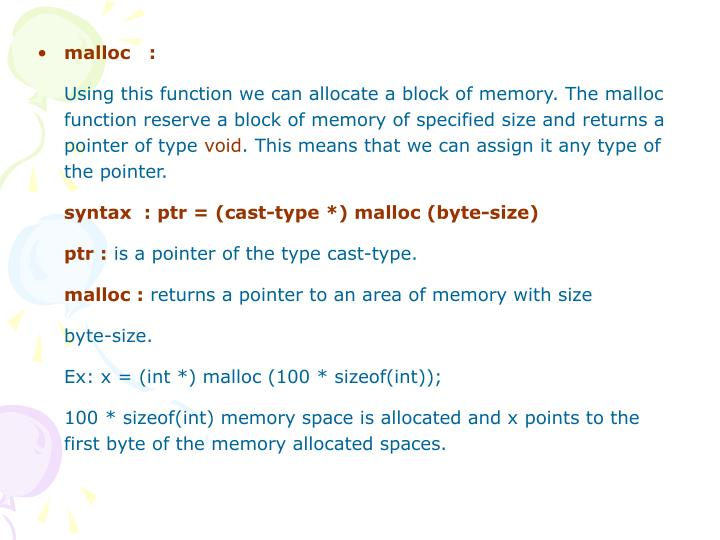 • malloc :
Using this function we can allocate a block of memory. The malloc
function reserve a block of memory of specified size and returns a
pointer of type void. This means that we can assign it any type of
the pointer.
syntax : ptr = (cast-type *) malloc (byte-size)
ptr : is a pointer of the type cast-type.
malloc : returns a pointer to an area of memory with size
byte-size.
Ex: x = (int *) malloc (100 * sizeof(int));
100 * sizeof(int) memory space is allocated and x points to the
first byte of the memory allocated spaces.